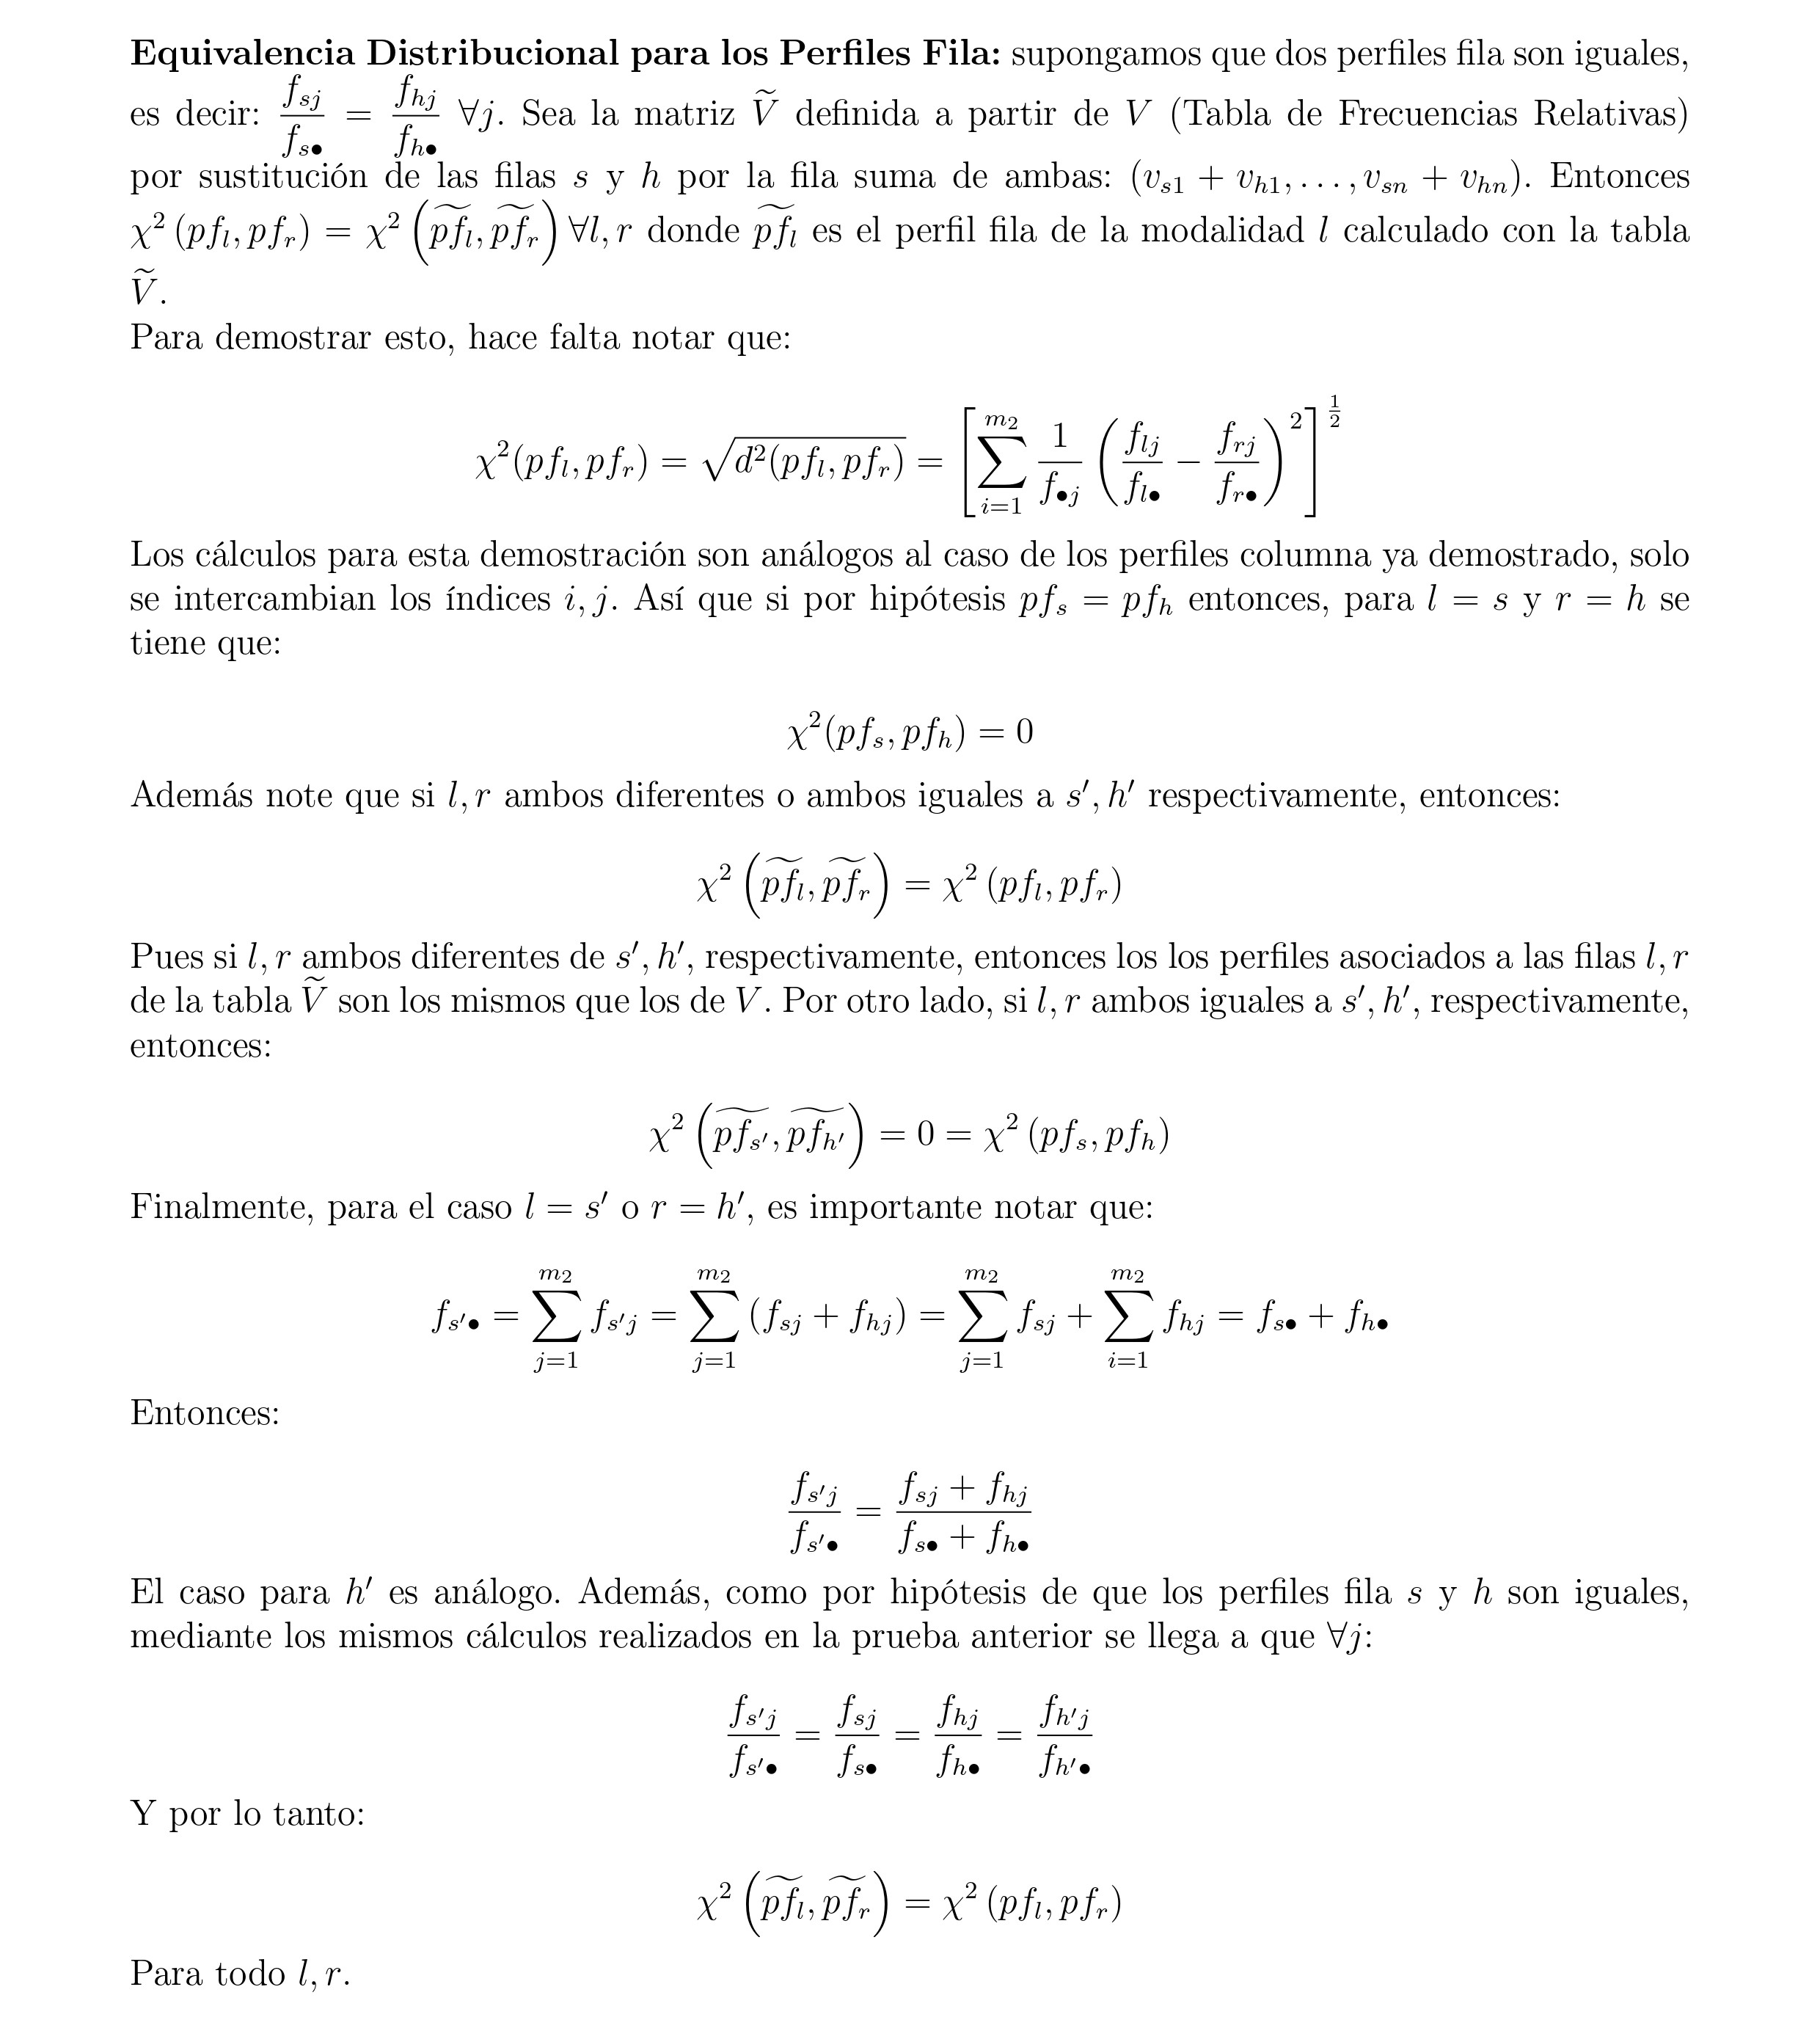 Equivalencia Distribucional para los Perfiles Fila: supongamos que dos perfiles fila son iguales,
es decir: $\dfrac{f_{sj}}{f_{s\bullet}} = \dfrac{f_{hj}}{f_{h\bullet}}$ $\forall j$. Sea la matriz $\widetilde{V}$ definida a partir de $V$ (Tabla de Frecuencias Relativas)
por sustitución de las filas $s$ y $h$ por la fila suma de ambas: $(v_{s1} + v_{h1}, \ldots, v_{sn} + v_{hn})$. Entonces
$\chi^2 (pf_l, pf_r) = \chi^2 \left(\widetilde{pf_l}, \widetilde{pf_r}\right) \forall l, r$ donde $\widetilde{pf_l}$ es el perfil fila de la modalidad $l$ calculado con la tabla
$\widetilde{V}$.
Para demostrar esto, hace falta notar que:
$\chi^2(pf_l, pf_r) = \sqrt{d^2(pf_l, pf_r)} = \left[\sum_{i=1}^{m_2} \frac{1}{f_{\bullet j}} \left(\frac{f_{lj}}{f_{l\bullet}} - \frac{f_{rj}}{f_{r\bullet}}\right)^2\right]^{\frac{1}{2}}$
Los cálculos para esta demostración son análogos al caso de los perfiles columna ya demostrado, solo
se intercambian los índices $i, j$. Así que si por hipótesis $pf_s = pf_h$ entonces, para $l = s$ y $r = h$ se
tiene que:
$\chi^2(pf_s, pf_h) = 0$
Además note que si $l, r$ ambos diferentes o ambos iguales a $s', h'$ respectivamente, entonces:
$\chi^2 \left(\widetilde{pf_l}, \widetilde{pf_r}\right) = \chi^2 (pf_l, pf_r)$
Pues si $l, r$ ambos diferentes de $s', h'$, respectivamente, entonces los los perfiles asociados a las filas $l, r$
de la tabla $\widetilde{V}$ son los mismos que los de $V$. Por otro lado, si $l, r$ ambos iguales a $s', h'$, respectivamente,
entonces:
$\chi^2 \left(\widetilde{pf_{s'}}, \widetilde{pf_{h'}}\right) = 0 = \chi^2 (pf_s, pf_h)$
Finalmente, para el caso $l = s'$ o $r = h'$, es importante notar que:
$f_{s'\bullet} = \sum_{j=1}^{m_2} f_{s'j} = \sum_{j=1}^{m_2} (f_{sj} + f_{hj}) = \sum_{j=1}^{m_2} f_{sj} + \sum_{i=1}^{m_2} f_{hj} = f_{s\bullet} + f_{h\bullet}$
Entonces:
$\frac{f_{s'j}}{f_{s'\bullet}} = \frac{f_{sj} + f_{hj}}{f_{s\bullet} + f_{h\bullet}}$
El caso para $h'$ es análogo. Además, como por hipótesis de que los perfiles fila $s$ y $h$ son iguales,
mediante los mismos cálculos realizados en la prueba anterior se llega a que $\forall j$:
$\frac{f_{s'j}}{f_{s'\bullet}} = \frac{f_{sj}}{f_{s\bullet}} = \frac{f_{hj}}{f_{h\bullet}} = \frac{f_{h'j}}{f_{h'\bullet}}$
Y por lo tanto:
$\chi^2 \left(\widetilde{pf_l}, \widetilde{pf_r}\right) = \chi^2 (pf_l, pf_r)$
Para todo $l, r$.